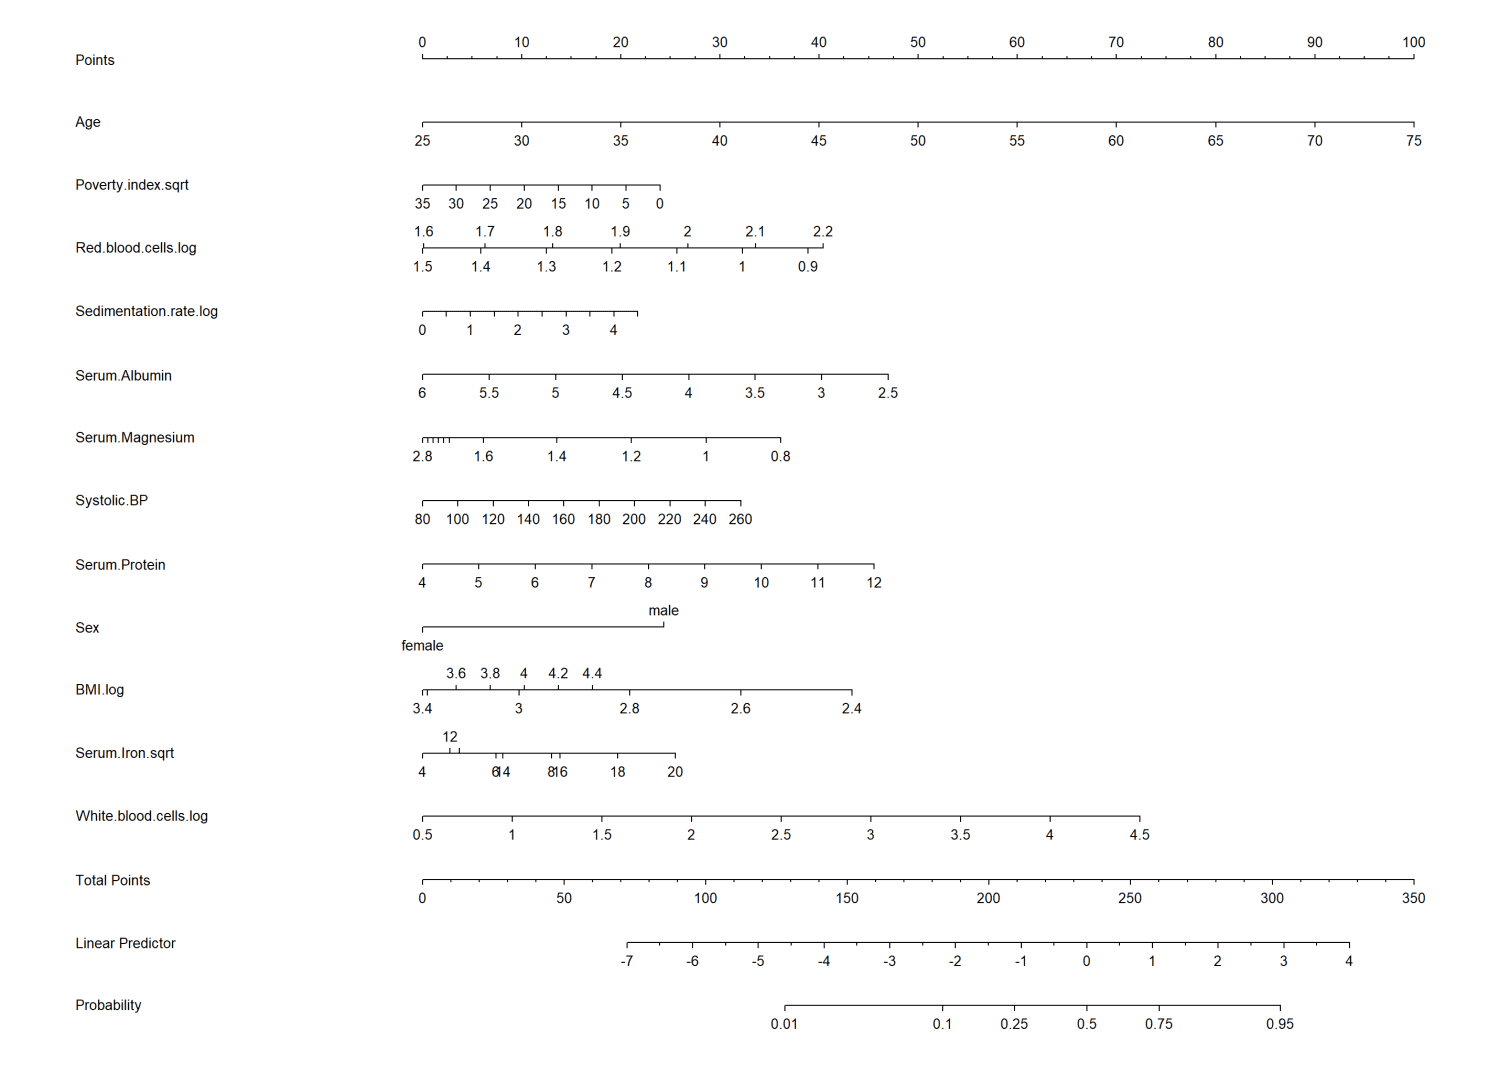 0 10 20 30 40 50 60 70 80 90 100
Points
Age
25 30 35 40 45 50 55 60 65 70 75
Poverty.index.sqrt
35 30 25 20 15 10 5 0
1.6 1.7 1.8 1.9 2 2.1 2.2
Red.blood.cells.log
1.5 1.4 1.3 1.2 1.1 1 0.9
Sedimentation.rate.log
0 1 2 3 4
Serum.Albumin
6 5.5 5 4.5 4 3.5 3 2.5
Serum.Magnesium
2.8 1.6 1.4 1.2 1 0.8
Systolic.BP
80 100 120 140 160 180 200 220 240 260
Serum.Protein
4 5 6 7 8 9 10 11 12
male
Sex
female
3.6 3.8 4 4.2 4.4
BMI.log
3.4 3 2.8 2.6 2.4
12
Serum.Iron.sqrt
4 6 14 8 16 18 20
White.blood.cells.log
0.5 1 1.5 2 2.5 3 3.5 4 4.5
Total Points
0 50 100 150 200 250 300 350
Linear Predictor
-7 -6 -5 -4 -3 -2 -1 0 1 2 3 4
Probability
0.01 0.1 0.25 0.5 0.75 0.95